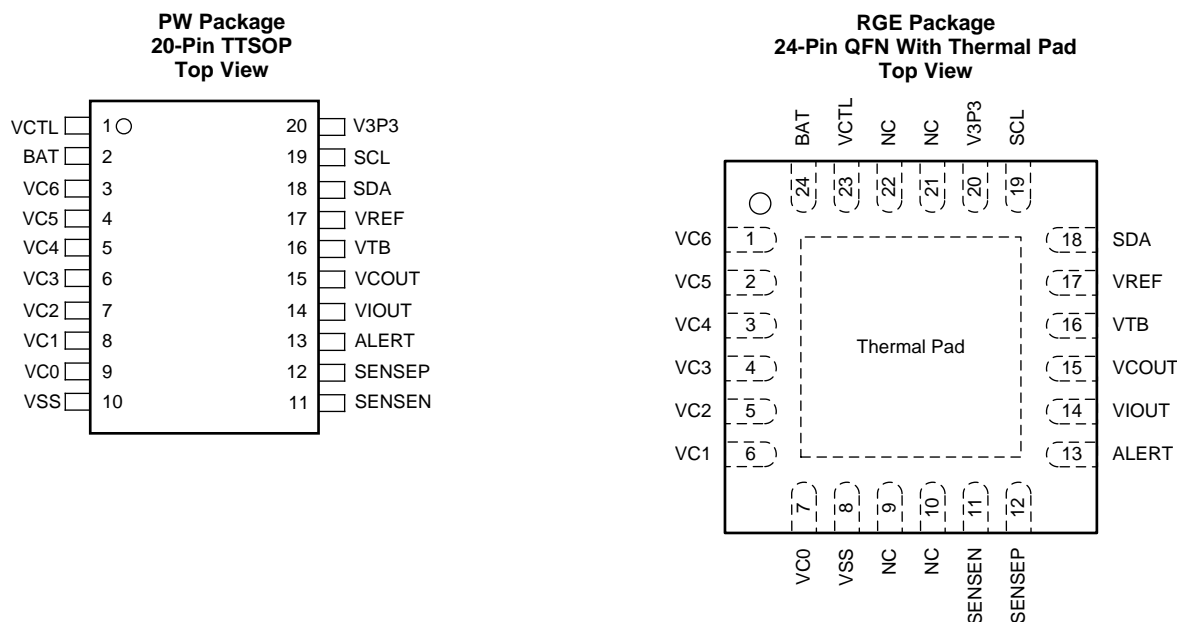 PW Package
20-Pin TTSOP
Top View
VCTL 1 20 V3P3
BAT 2 19 SCL
VC6 3 18 SDA
VC5 4 17 VREF
VC4 5 16 VTB
VC3 6 15 VCOUT
VC2 7 14 VIOUT
VC1 8 13 ALERT
VC0 9 12 SENSEP
VSS 10 11 SENSEN
RGE Package
24-Pin QFN With Thermal Pad
Top View
BAT VCTL NC NC V3P3 SCL
24 23 22 21 20 19
VC6 1 18 SDA
VC5 2 17 VREF
VC4 3 16 VTB
Thermal Pad
VC3 4 15 VCOUT
VC2 5 14 VIOUT
VC1 6 13 ALERT
7 8 9 10 11 12
VC0 VSS NC NC SENSEN SENSEP